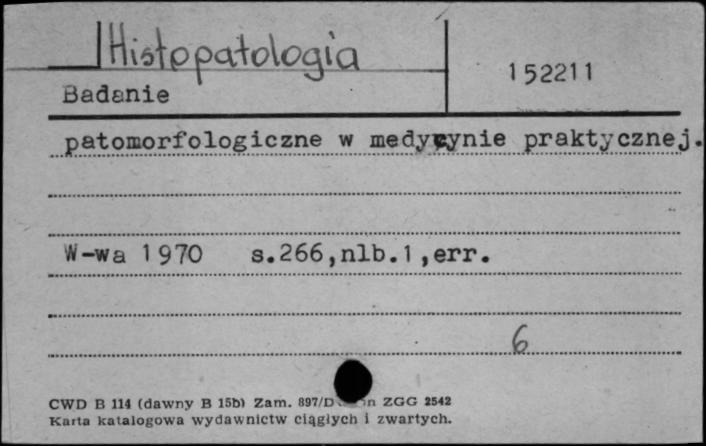 Histopatologia
152211
Badanie
patomorfologiczne w medycynie praktycznej.
W-wa 1970 s.266,nlb.1,err.
6
CWD B 114 (dawny B 15b) Zam. 897/D ZGG 2542
Karta katalogowa wydawnictw ciągłych i zwartych.